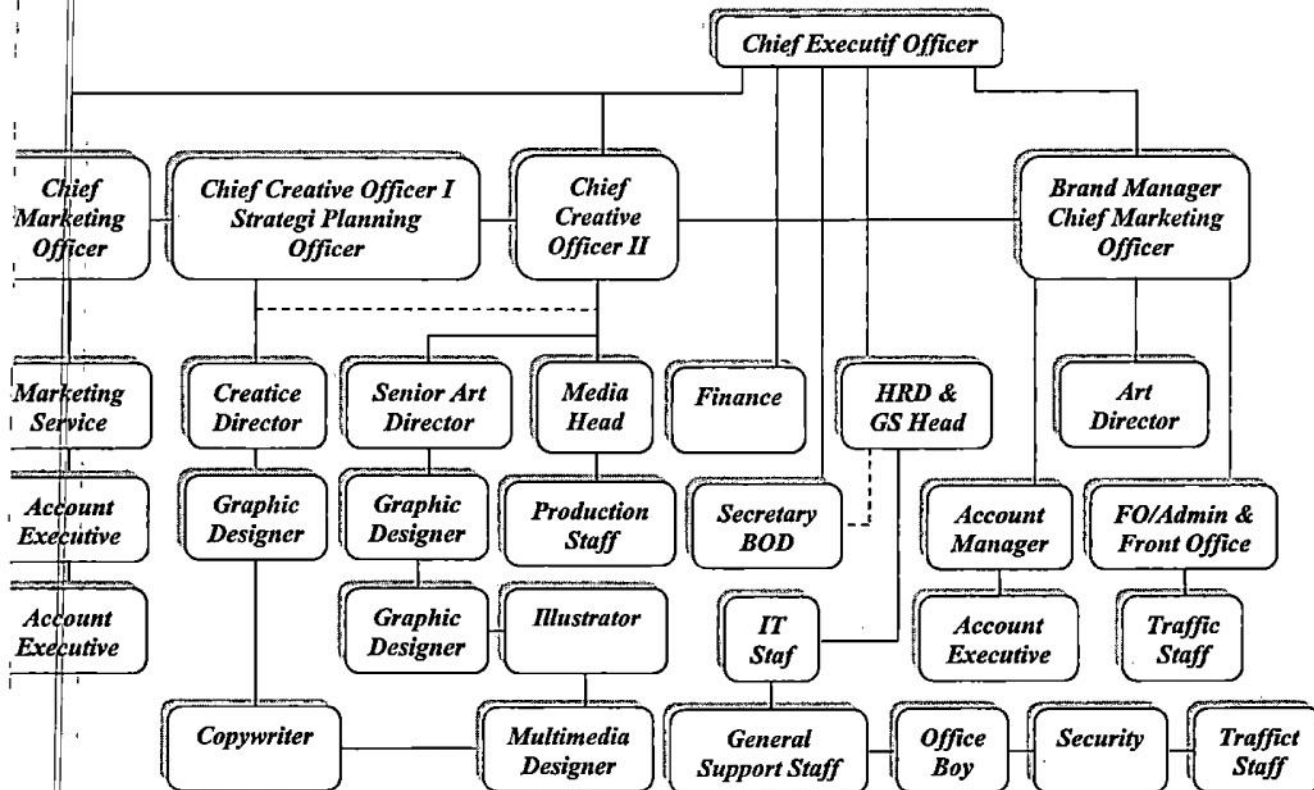 Chief Executif Officer
Chief
Marketing
Officer
Chief Creative Officer I
Strategi Planning
Officer
Chief
Creative
Officer II
Brand Manager
Chief Marketing
Officer
Marketing
Service
Creatice
Director
Senior Art
Director
Media
Head
Finance
HRD &
GS Head
Art
Director
Account
Executive
Graphic
Designer
Graphic
Designer
Production
Staff
Secretary
BOD
Account
Manager
FO/Admin &
Front Office
Account
Executive
Graphic
Designer
Illustrator
IT
Staf
Account
Executive
Traffic
Staff
Copywriter
Multimedia
Designer
General
Support Staff
Office
Boy
Security
Traffict
Staff